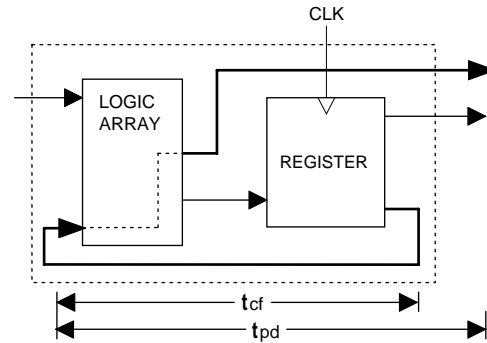 CLK
LOGIC
ARRAY
REGISTER
tcf
tpd